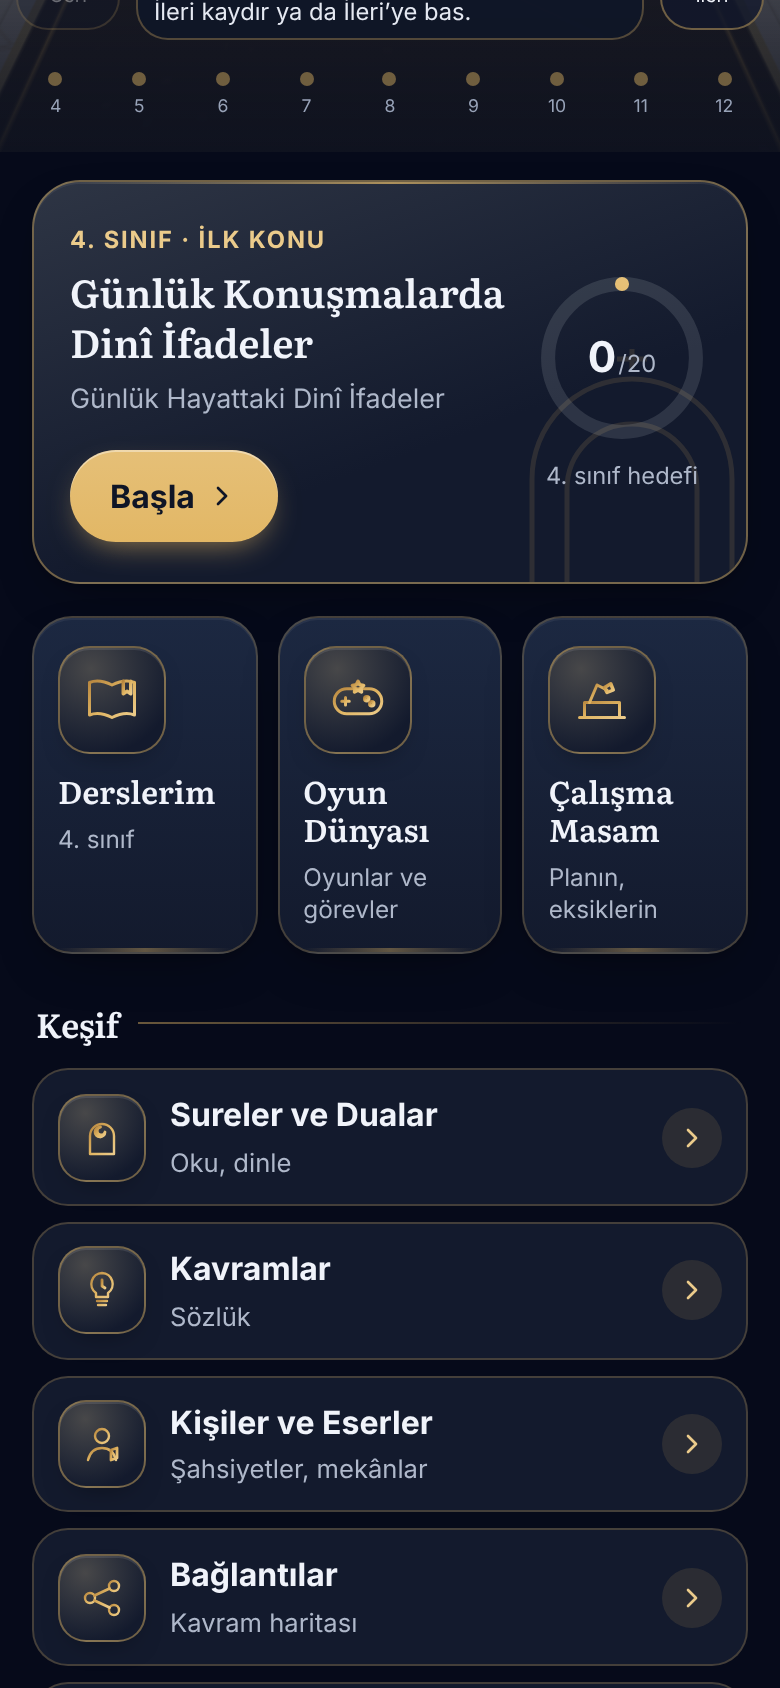 Geri
İleri kaydır ya da İleri’ye bas.
İleri
4 5 6 7 8 9 10 11 12
4. SINIF · İLK KONU
Günlük Konuşmalarda
Dinî İfadeler
Günlük Hayattaki Dinî İfadeler
Başla
0/20
4. sınıf hedefi
Derslerim
4. sınıf
Oyun
Dünyası
Oyunlar ve
görevler
Çalışma
Masam
Planın,
eksiklerin
Keşif
Sureler ve Dualar
Oku, dinle
Kavramlar
Sözlük
Kişiler ve Eserler
Şahsiyetler, mekânlar
Bağlantılar
Kavram haritası